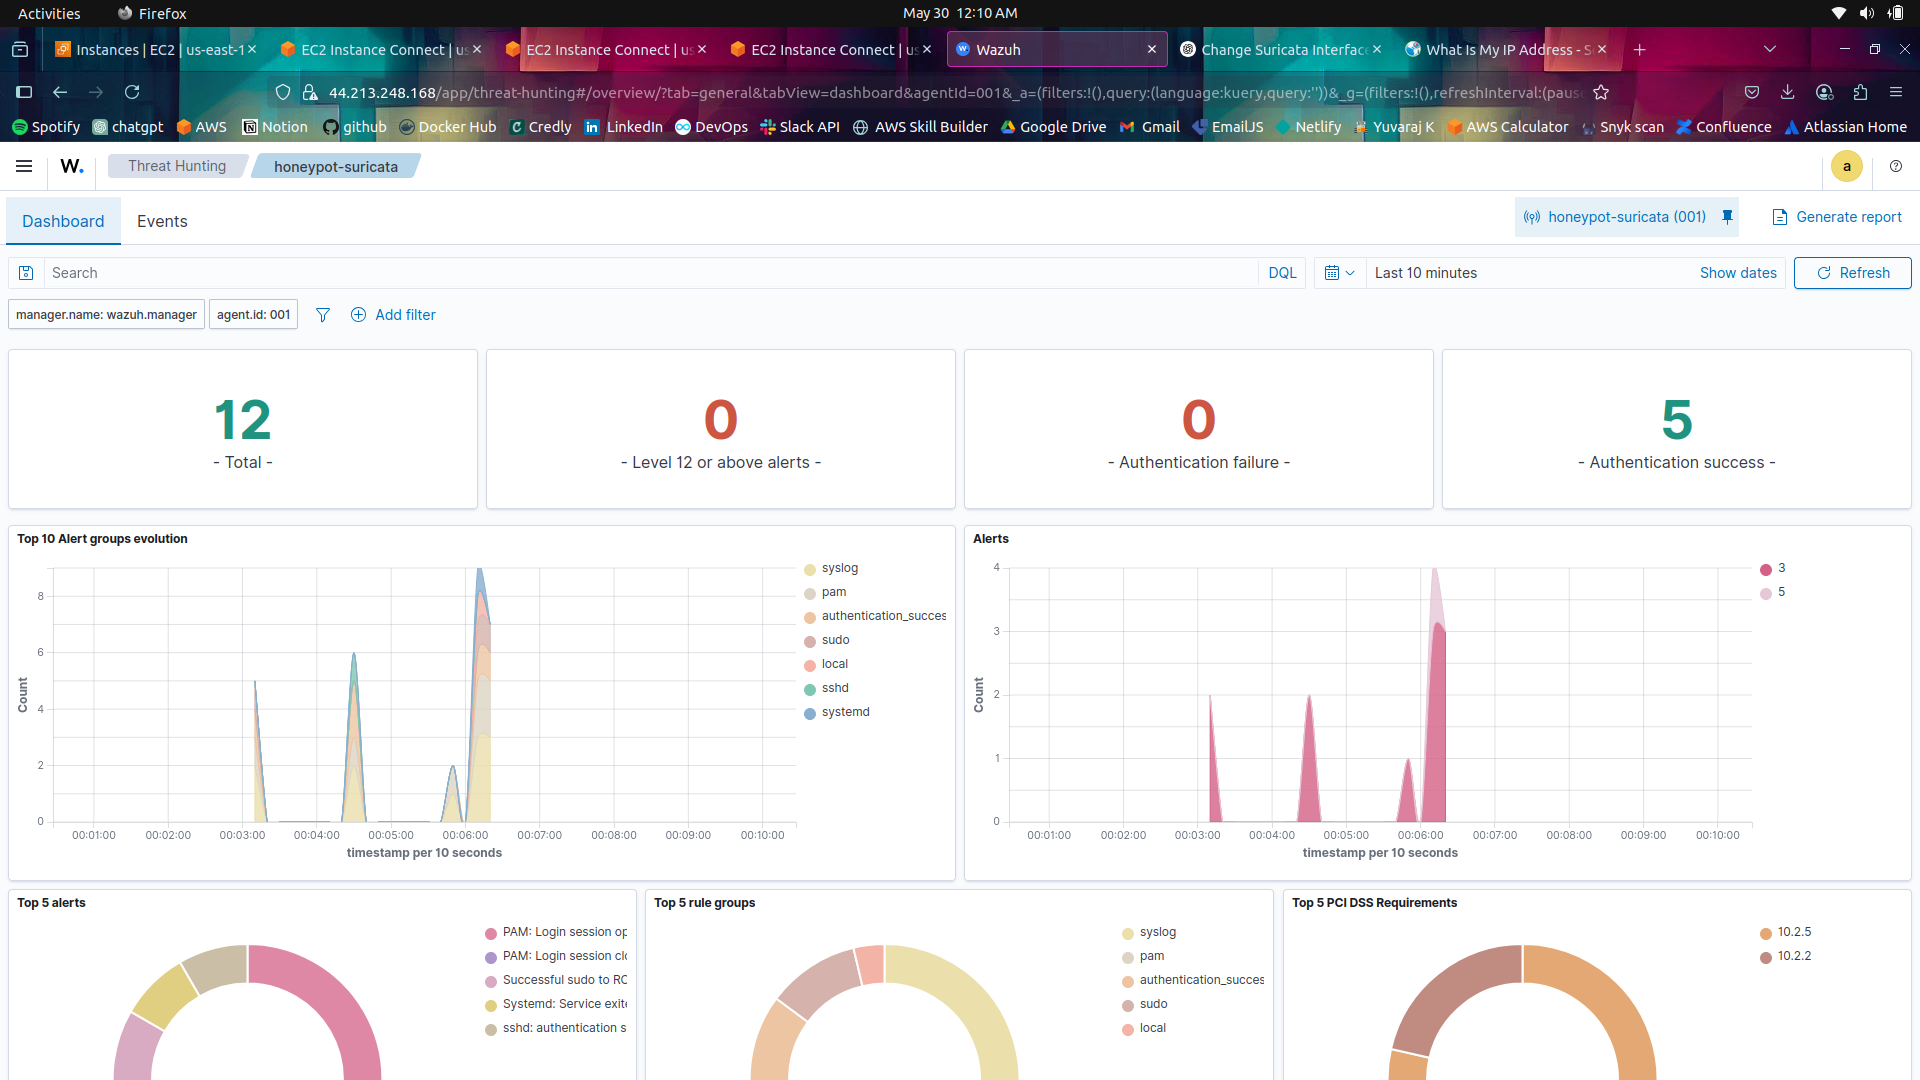 Activities
Firefox
May 30 12:10 AM
Instances | EC2 | us-east-1
EC2 Instance Connect | us
EC2 Instance Connect | us
EC2 Instance Connect | us
Wazuh
Change Suricata Interface
What Is My IP Address - S
44.213.248.168/app/threat-hunting#/overview/?tab=general&tabView=dashboard&agentId=001&_a=(filters:!(),query:(language:kuery,query:''))&_g=(filters:!(),refreshInterval:(pause
Spotify
chatgpt
AWS
Notion
github
Docker Hub
Credly
LinkedIn
DevOps
Slack API
AWS Skill Builder
Google Drive
Gmail
EmailJS
Netlify
Yuvaraj K
AWS Calculator
Snyk scan
Confluence
Atlassian Home
W.
Threat Hunting
honeypot-suricata
a
Dashboard
Events
honeypot-suricata (001)
Generate report
Search
DQL
Last 10 minutes
Show dates
Refresh
manager.name: wazuh.manager
agent.id: 001
Add filter
12
- Total -
0
- Level 12 or above alerts -
0
- Authentication failure -
5
- Authentication success -
Top 10 Alert groups evolution
8
6
4
2
0
Count
00:01:00 00:02:00 00:03:00 00:04:00 00:05:00 00:06:00 00:07:00 00:08:00 00:09:00 00:10:00
timestamp per 10 seconds
syslog
pam
authentication_succes
sudo
local
sshd
systemd
Alerts
4
3
2
1
0
Count
00:01:00 00:02:00 00:03:00 00:04:00 00:05:00 00:06:00 00:07:00 00:08:00 00:09:00 00:10:00
timestamp per 10 seconds
3
5
Top 5 alerts
PAM: Login session op
PAM: Login session clo
Successful sudo to RO
Systemd: Service exite
sshd: authentication s
Top 5 rule groups
syslog
pam
authentication_succes
sudo
local
Top 5 PCI DSS Requirements
10.2.5
10.2.2